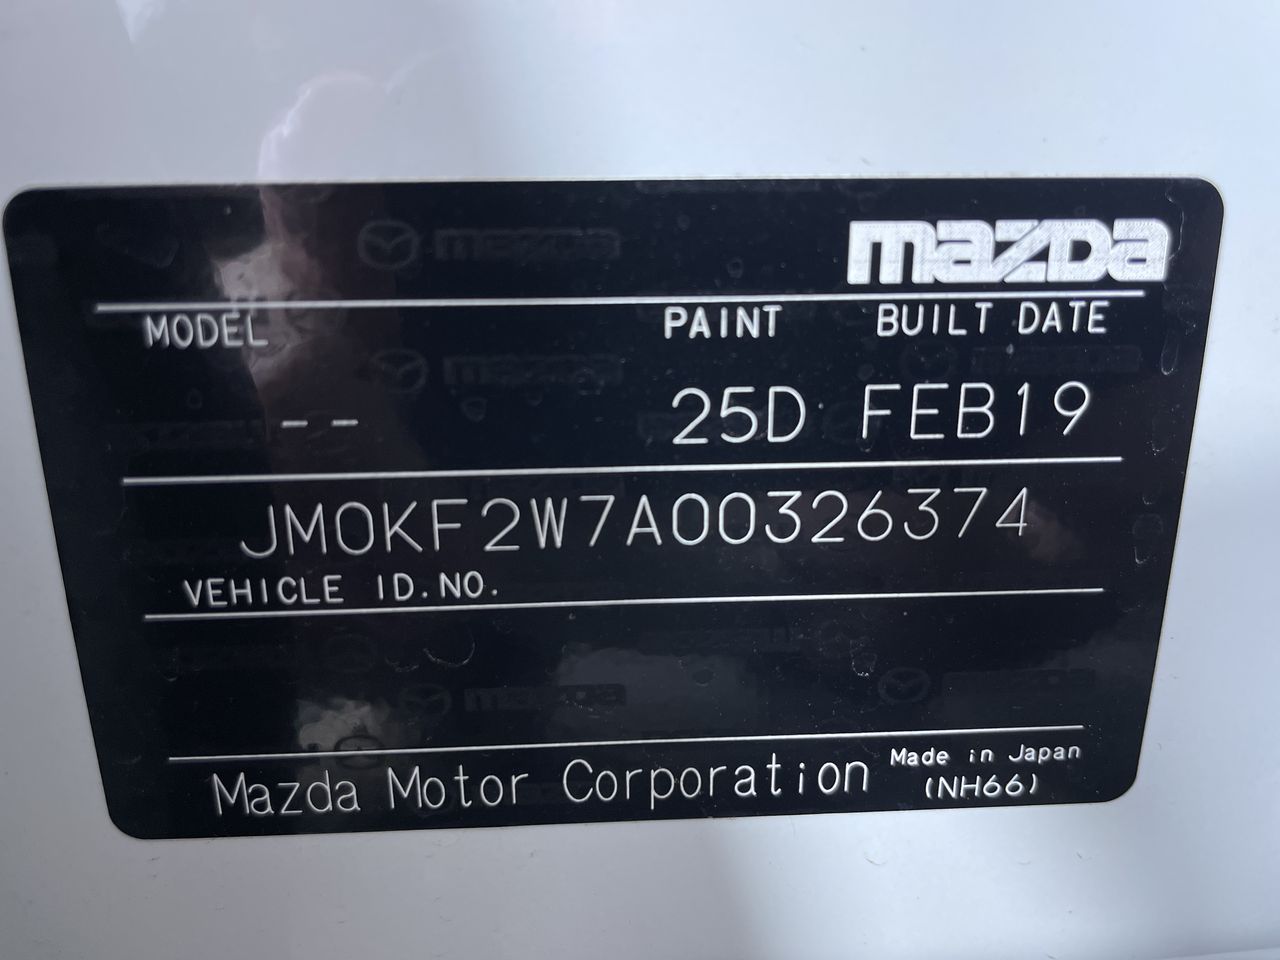 mazda
MODEL PAINT BUILT DATE
-- 25D FEB19
JM0KF2W7A00326374
VEHICLE ID.NO.
Mazda Motor Corporation Made in Japan
(NH66)